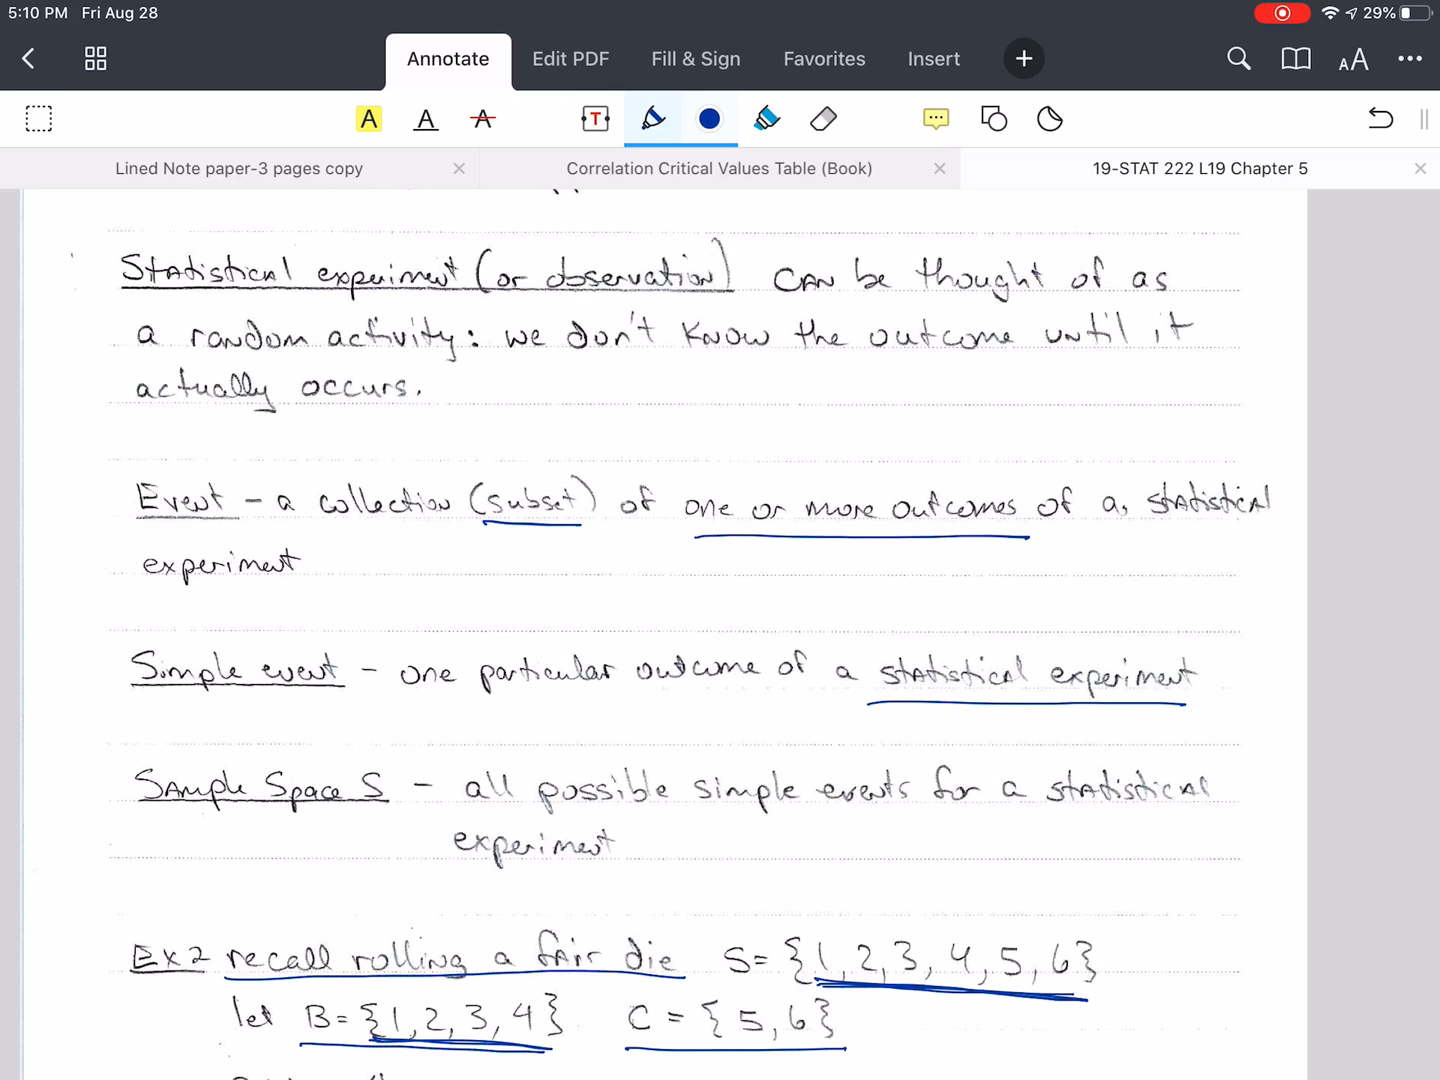 5:10 PM Fri Aug 28
29%
Annotate Edit PDF Fill & Sign Favorites Insert
AA
A A A T
Lined Note paper-3 pages copy
Correlation Critical Values Table (Book)
19-STAT 222 L19 Chapter 5
Statistical experiment (or observation) can be thought of as
a random activity: we don't know the outcome until it
actually occurs.
Event - a collection (subset) of one or more outcomes of a statistical
experiment
Simple event - one particular outcome of a statistical experiment
Sample Space S - all possible simple events for a statistical
experiment
Ex 2 recall rolling a fair die S = {1, 2, 3, 4, 5, 6}
let B = {1, 2, 3, 4} C = {5, 6}